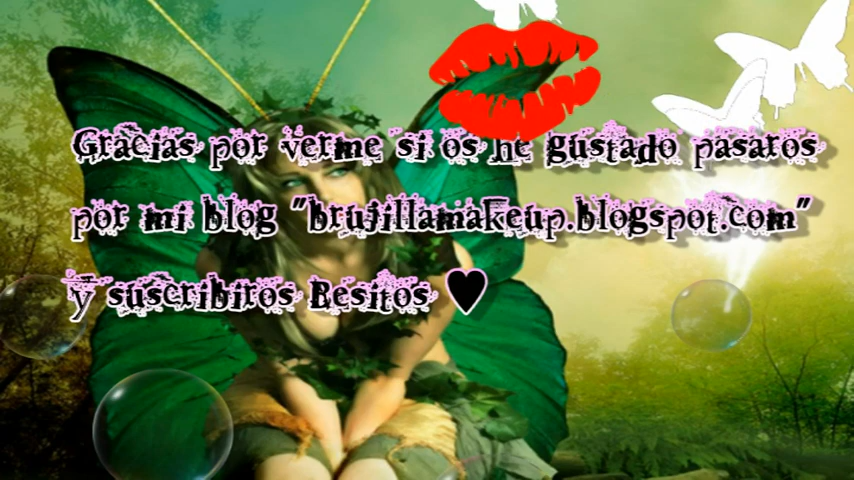 Gracias por verme si os he gustado pasaros
por mi blog "brujillamakeup.blogspot.com"
y suscribiros Besitos ♥